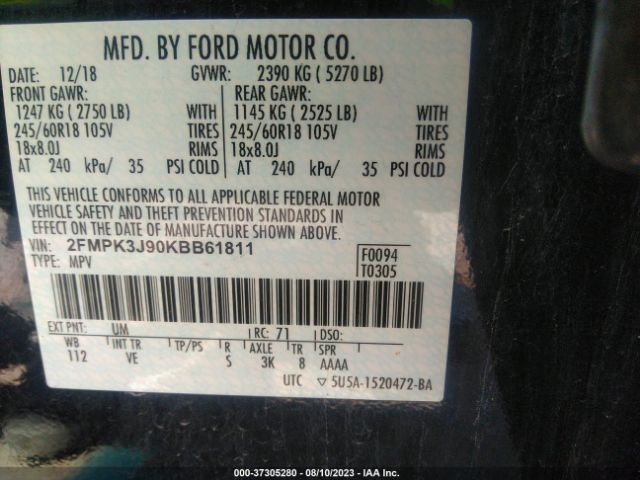 MFD. BY FORD MOTOR CO.
DATE: 12/18 GVWR: 2390 KG ( 5270 LB)
FRONT GAWR: REAR GAWR:
1247 KG ( 2750 LB) WITH 1145 KG ( 2525 LB) WITH
245/60R18 105V TIRES 245/60R18 105V TIRES
18x8.0J RIMS 18x8.0J RIMS
AT 240 kPa/ 35 PSI COLD AT 240 kPa/ 35 PSI COLD
THIS VEHICLE CONFORMS TO ALL APPLICABLE FEDERAL MOTOR
VEHICLE SAFETY AND THEFT PREVENTION STANDARDS IN
EFFECT ON THE DATE OF MANUFACTURE SHOWN ABOVE.
VIN: 2FMPK3J90KBB61811 F0094
TYPE: MPV T0305
EXT PNT: UM RC: 71 DSO:
WB INT TR TP/PS R AXLE TR SPR
112 VE S 3K 8 AAAA
UTC ▽ 5U5A-1520472-BA
000-37305280 - 08/10/2023 - IAA Inc.